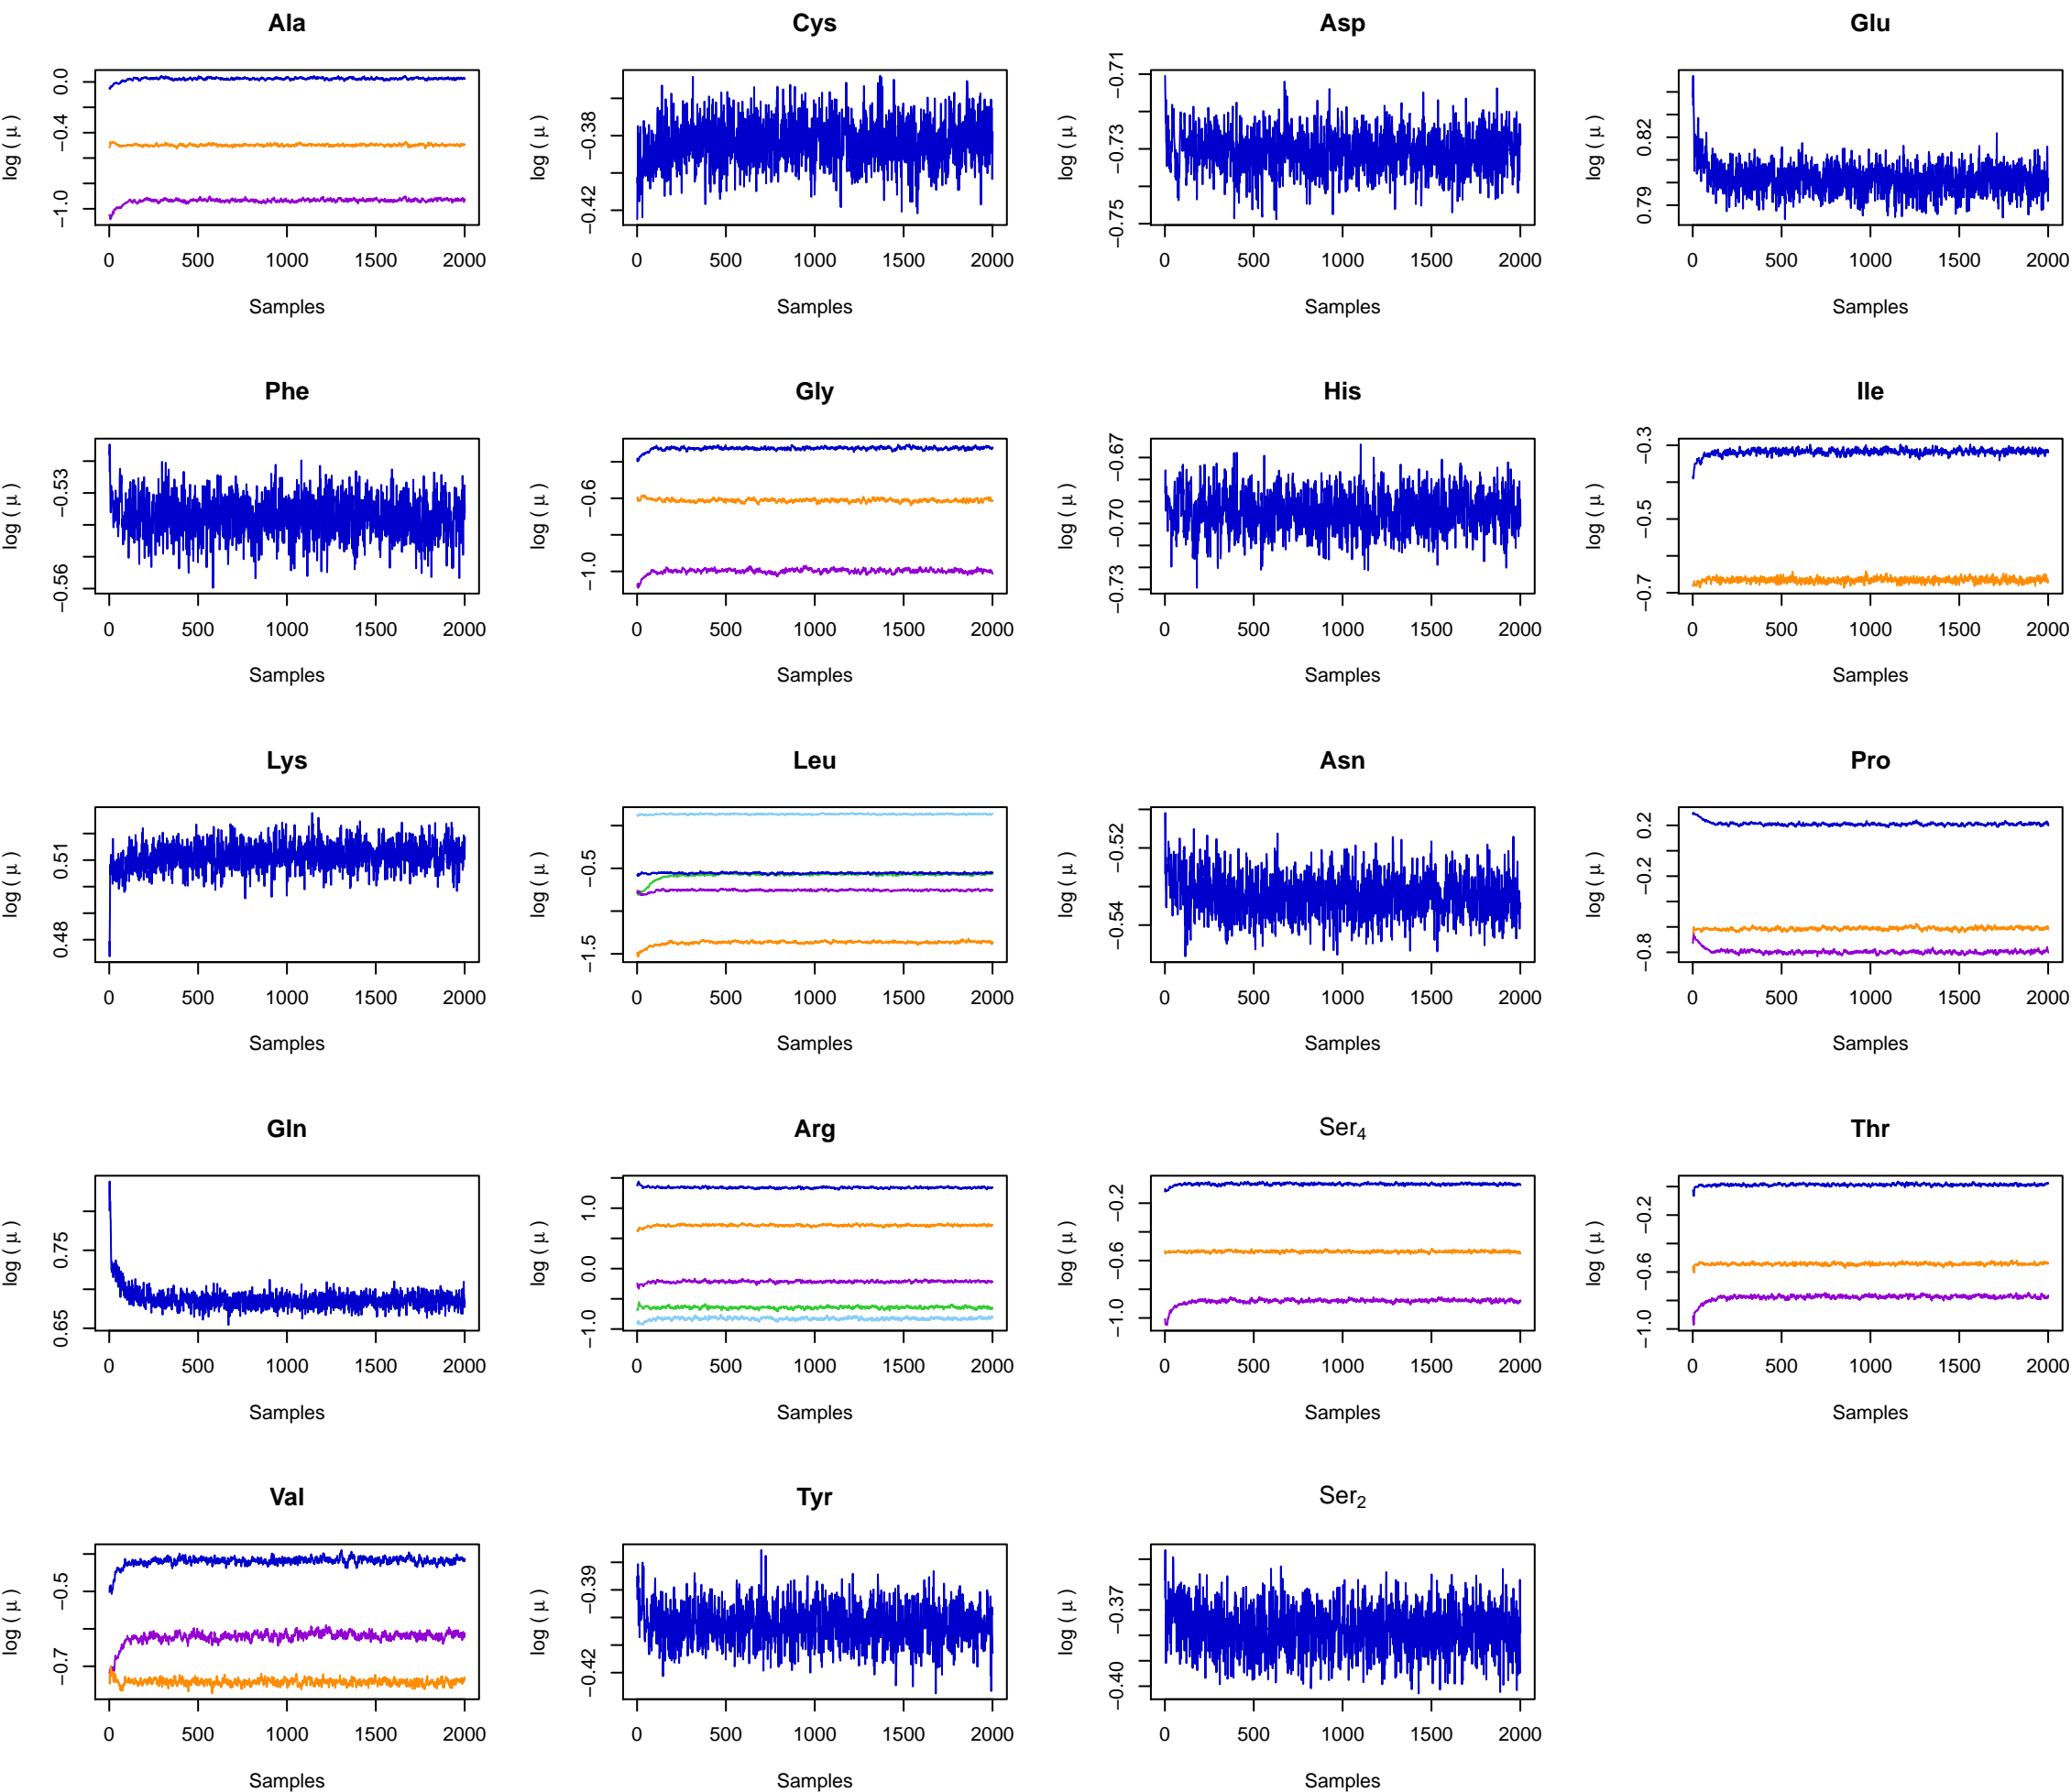 Ala Cys Asp Glu
log ( μ ) −1.0 −0.4 0.0 log ( μ ) −0.42 −0.38 log ( μ ) −0.75 −0.73 −0.71 log ( μ ) 0.79 0.82
0 500 1000 1500 2000 0 500 1000 1500 2000 0 500 1000 1500 2000 0 500 1000 1500 2000
Samples Samples Samples Samples
Phe Gly His Ile
log ( μ ) −0.56 −0.53 log ( μ ) −1.0 −0.6 log ( μ ) −0.73 −0.70 −0.67 log ( μ ) −0.7 −0.5 −0.3
0 500 1000 1500 2000 0 500 1000 1500 2000 0 500 1000 1500 2000 0 500 1000 1500 2000
Samples Samples Samples Samples
Lys Leu Asn Pro
log ( μ ) 0.48 0.51 log ( μ ) −1.5 −0.5 log ( μ ) −0.54 −0.52 log ( μ ) −0.8 −0.2 0.2
0 500 1000 1500 2000 0 500 1000 1500 2000 0 500 1000 1500 2000 0 500 1000 1500 2000
Samples Samples Samples Samples
Gln Arg Ser4 Thr
log ( μ ) 0.65 0.75 log ( μ ) −1.0 0.0 1.0 log ( μ ) −1.0 −0.6 −0.2 log ( μ ) −1.0 −0.6 −0.2
0 500 1000 1500 2000 0 500 1000 1500 2000 0 500 1000 1500 2000 0 500 1000 1500 2000
Samples Samples Samples Samples
Val Tyr Ser2
log ( μ ) −0.7 −0.5 log ( μ ) −0.42 −0.39 log ( μ ) −0.40 −0.37
0 500 1000 1500 2000 0 500 1000 1500 2000 0 500 1000 1500 2000
Samples Samples Samples